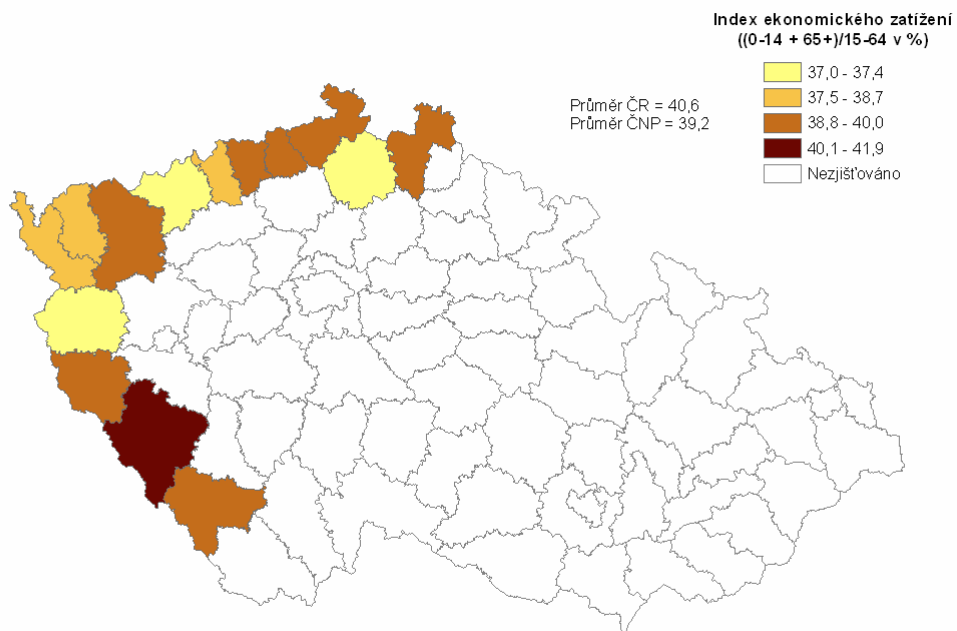 Index ekonomického zatížení
((0-14 + 65+)/15-64 v %)
37,0 - 37,4
37,5 - 38,7
38,8 - 40,0
40,1 - 41,9
Nezjišťováno
Průměr ČR = 40,6
Průměr ČNP = 39,2